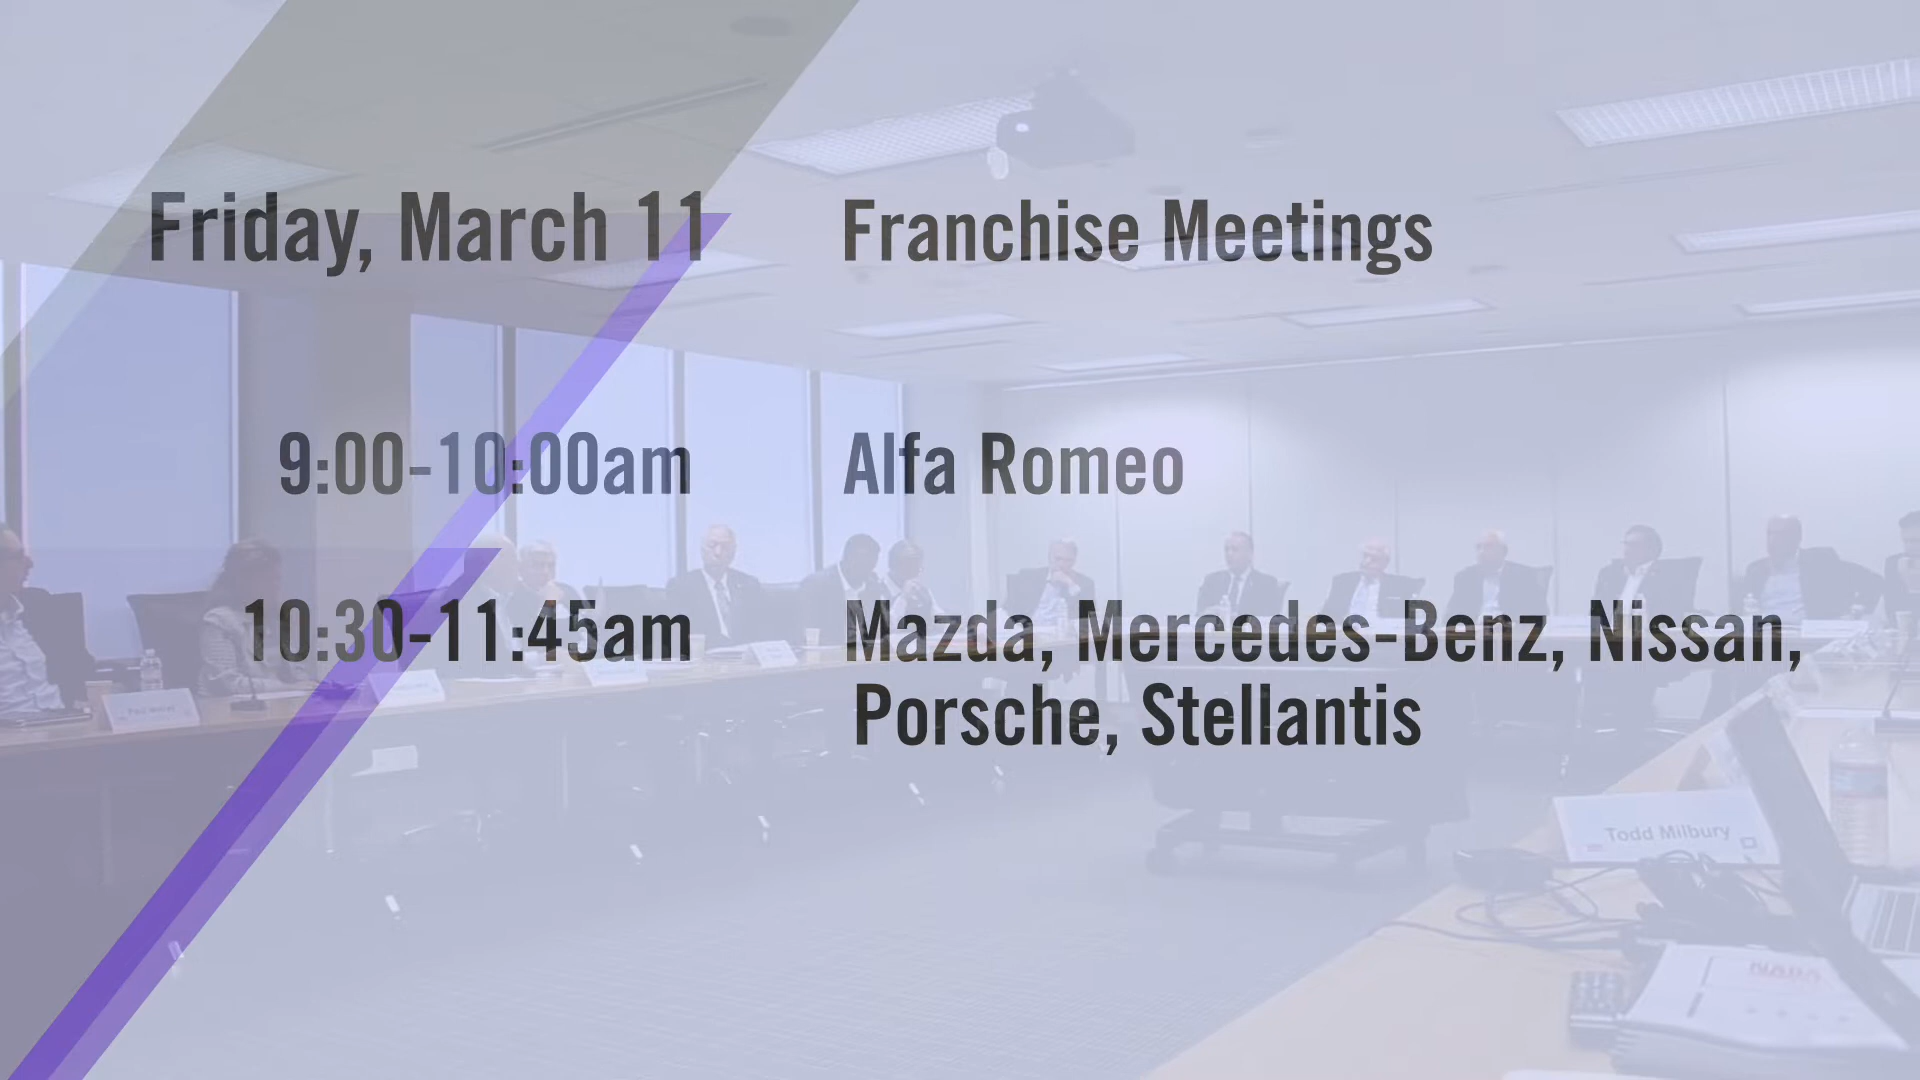 Friday, March 11 Franchise Meetings
9:00-10:00am Alfa Romeo
10:30-11:45am Mazda, Mercedes-Benz, Nissan,
Porsche, Stellantis
Todd Milbury
NADA